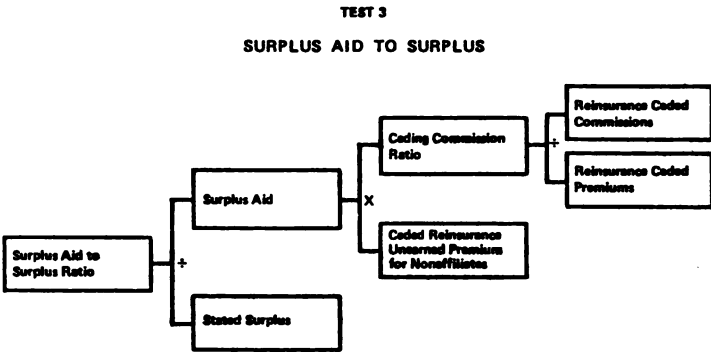 TEST 3
SURPLUS AID TO SURPLUS
Reinsurance Ceded
Commissions
Ceding Commission
Ratio
÷
Reinsurance Ceded
Premiums
Surplus Aid
X
Ceded Reinsurance
Unearned Premium
for Nonaffiliates
Surplus Aid to
Surplus Ratio
÷
Stated Surplus